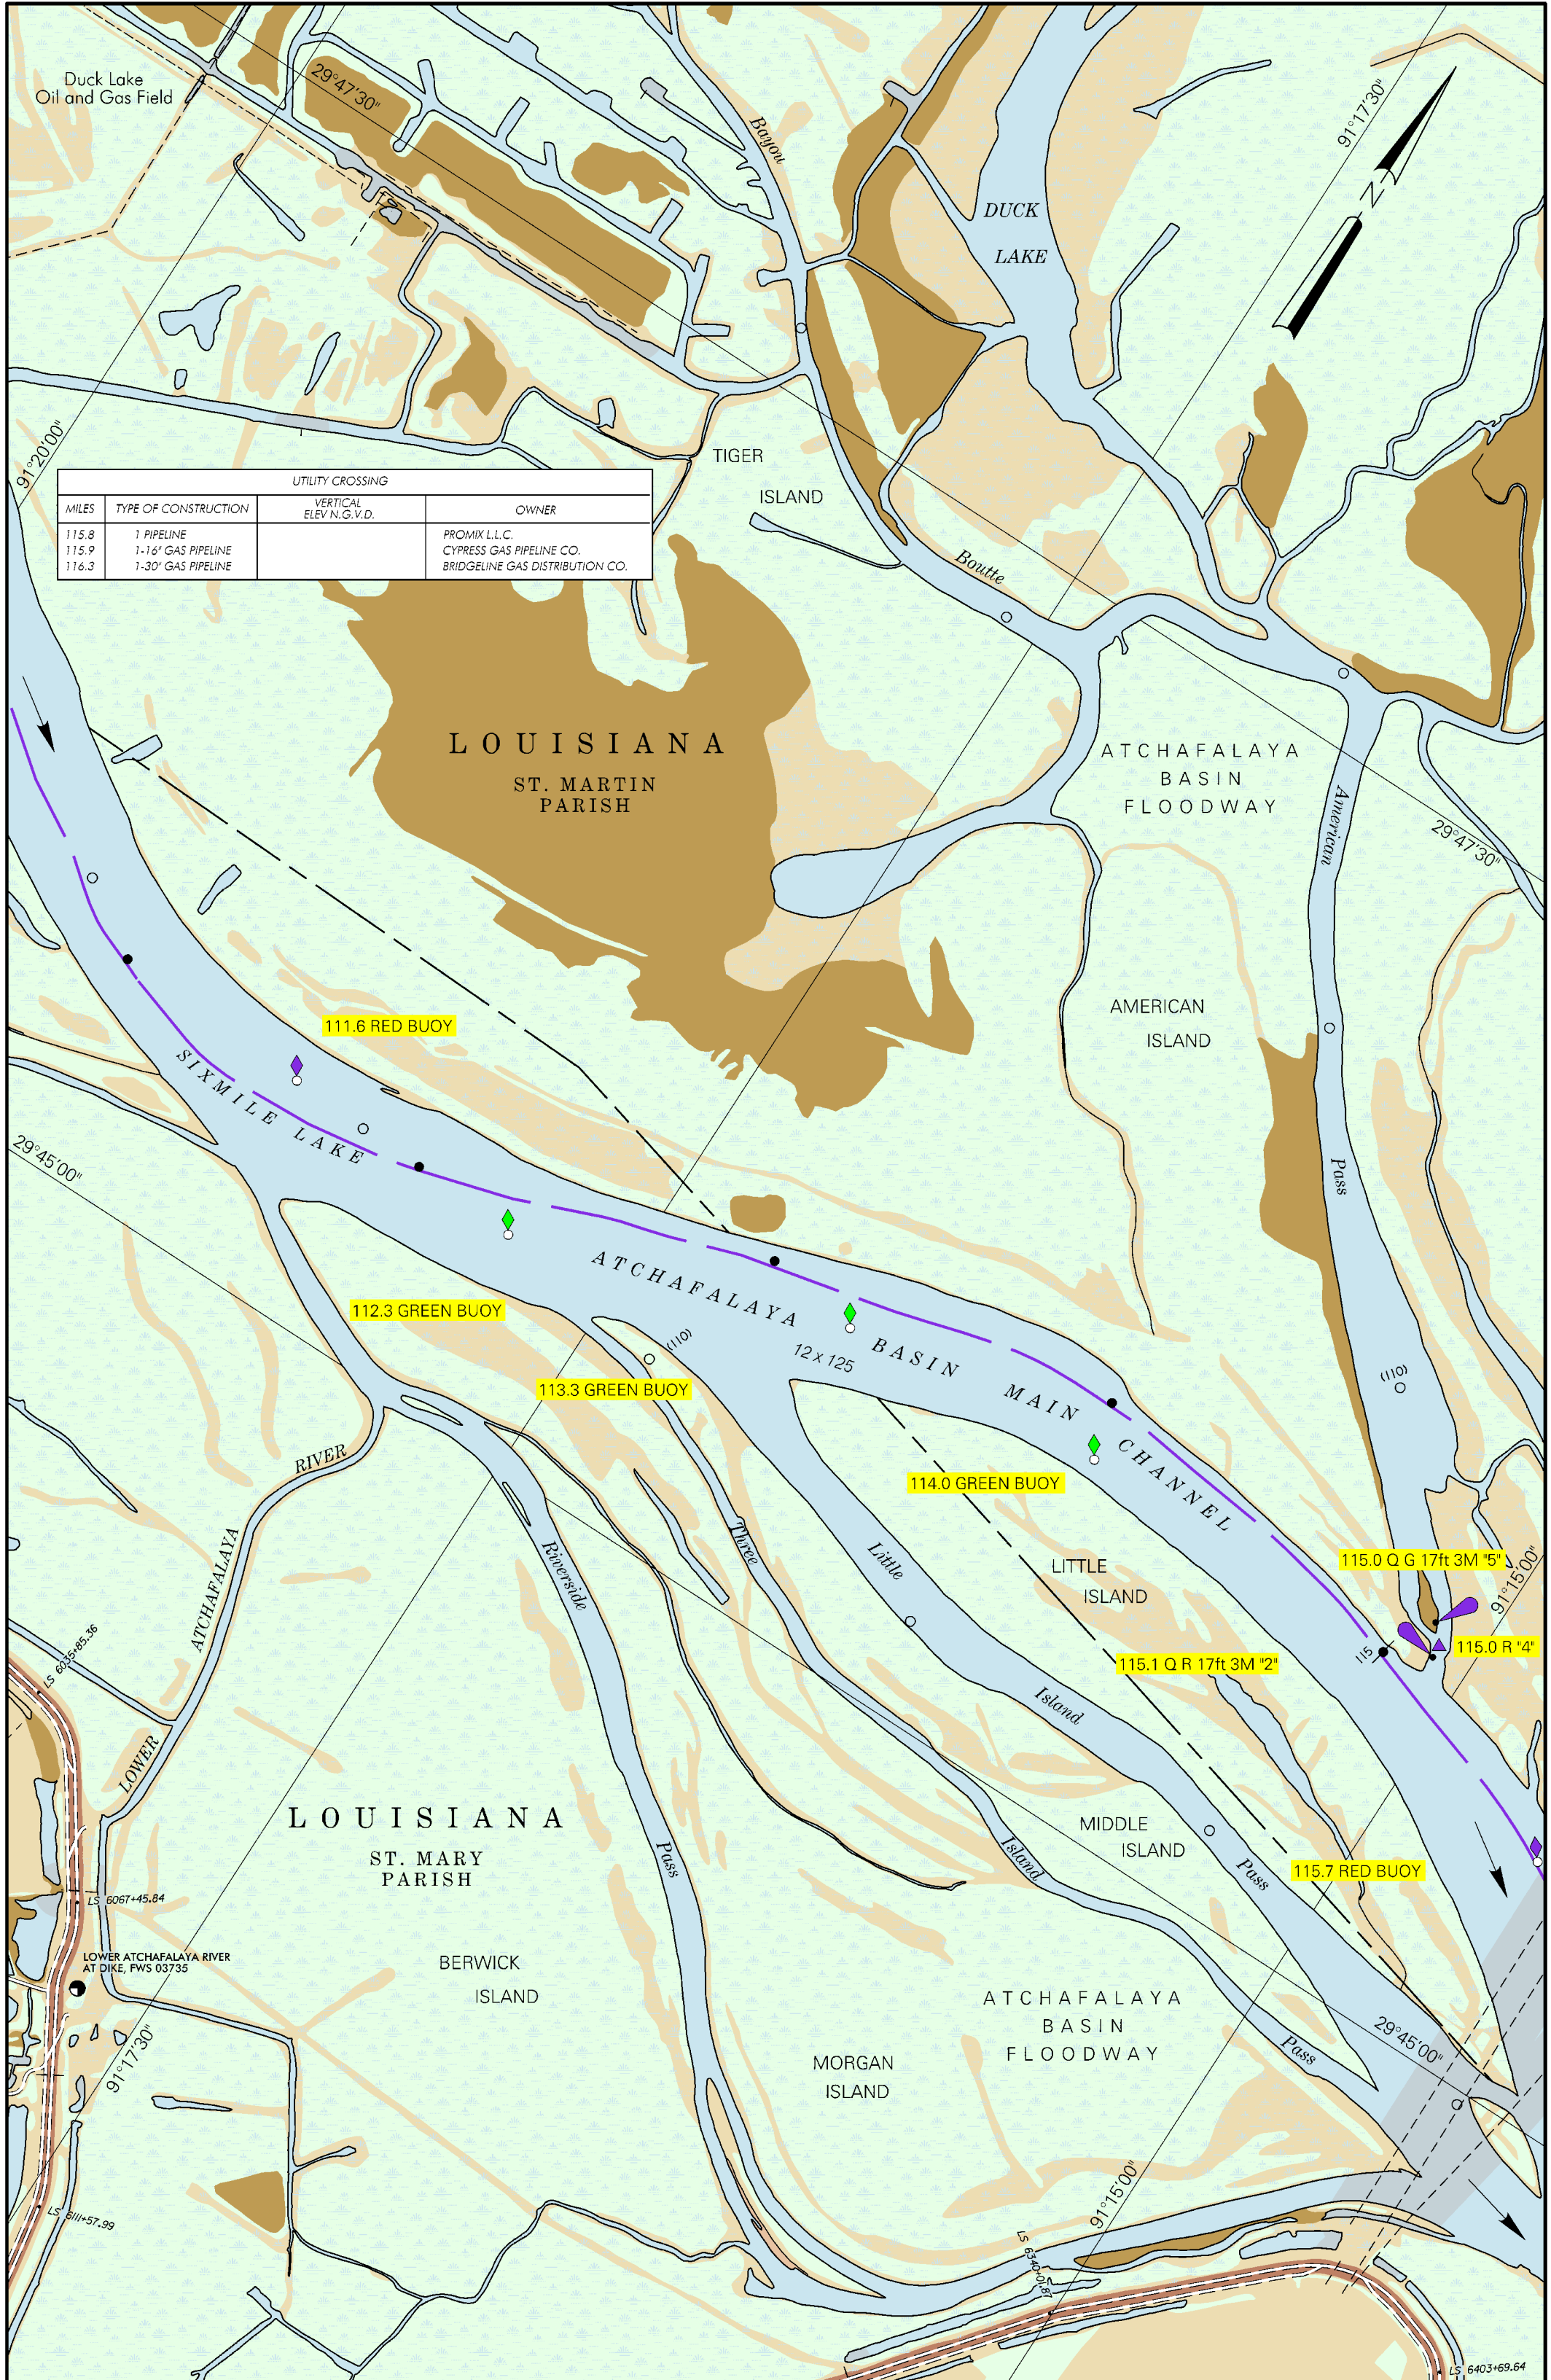 Duck Lake
Oil and Gas Field
29°47'30"
Bayou
91°17'30"
N
DUCK
LAKE
91°20'00"
TIGER
ISLAND
UTILITY CROSSING
MILES TYPE OF CONSTRUCTION VERTICAL ELEV N.G.V.D. OWNER
115.8 1 PIPELINE PROMIX L.L.C.
115.9 1-16" GAS PIPELINE CYPRESS GAS PIPELINE CO.
116.3 1-30" GAS PIPELINE BRIDGELINE GAS DISTRIBUTION CO.
Boutte
LOUISIANA
ST. MARTIN
PARISH
ATCHAFALAYA
BASIN
FLOODWAY
American
29°47'30"
AMERICAN
ISLAND
111.6 RED BUOY
SIXMILE LAKE
29°45'00"
Pass
112.3 GREEN BUOY
ATCHAFALAYA BASIN MAIN CHANNEL
(110)
12 x 125
113.3 GREEN BUOY
(110)
RIVER
114.0 GREEN BUOY
Three
Little
Riverside
LITTLE
ISLAND
115.0 Q G 17ft 3M "5"
91°15'00"
ATCHAFALAYA
LS 6035+85.36
115
115.0 R "4"
115.1 Q R 17ft 3M "2"
Island
LOWER
LOUISIANA
ST. MARY
PARISH
Pass
MIDDLE
ISLAND
Island
Pass
115.7 RED BUOY
LS 6067+45.84
LOWER ATCHAFALAYA RIVER
AT DIKE, FWS 03735
BERWICK
ISLAND
ATCHAFALAYA
BASIN
FLOODWAY
91°17'30"
29°45'00"
Pass
MORGAN
ISLAND
LS 6111+57.99
91°15'00"
LS 6340+01.87
LS 6403+69.64